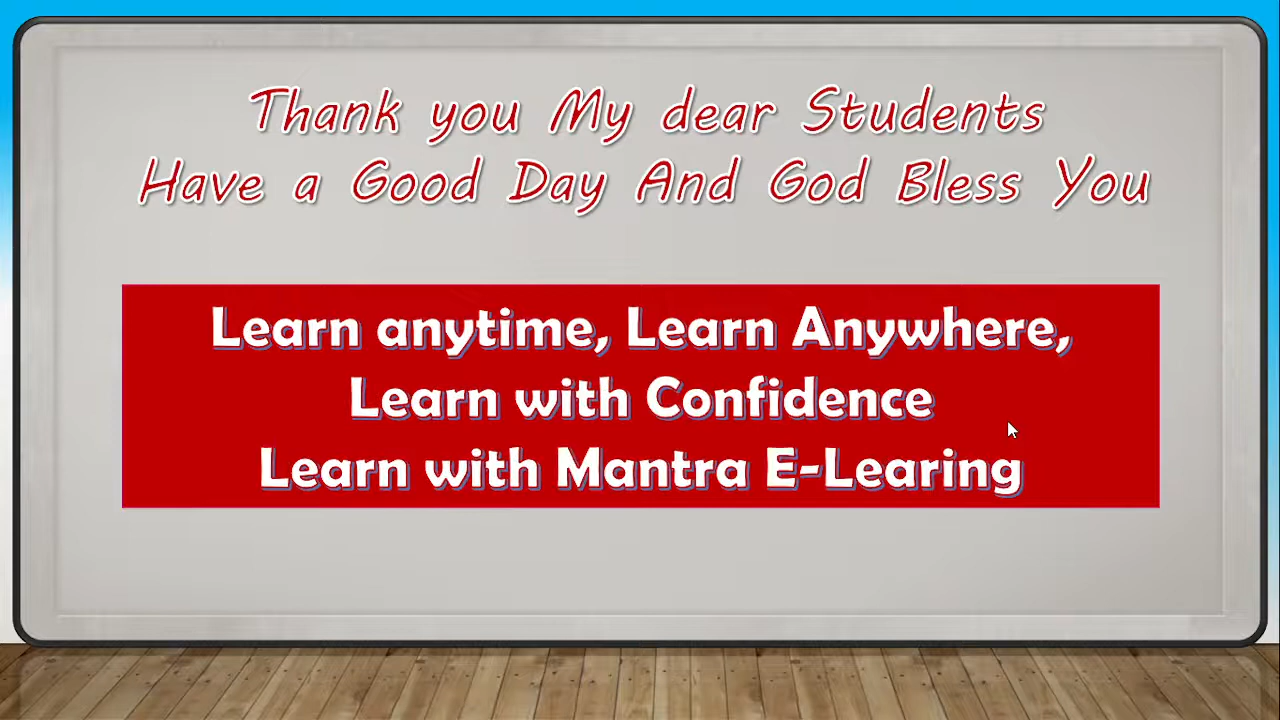 Thank you My dear Students
Have a Good Day And God Bless You
Learn anytime, Learn Anywhere,
Learn with Confidence
Learn with Mantra E-Learing